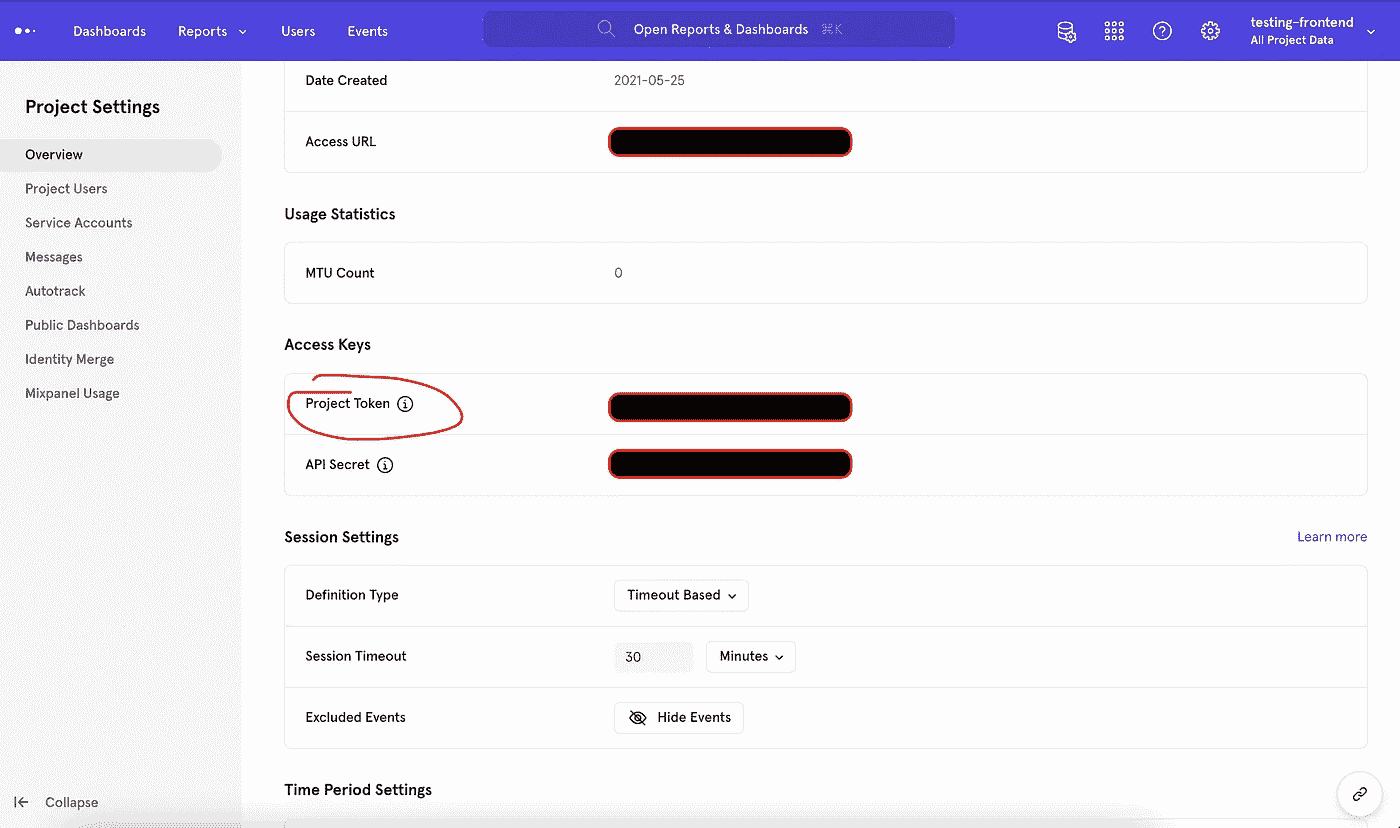 Dashboards Reports Users Events Open Reports & Dashboards ⌘K testing-frontend
All Project Data
Project Settings
Overview
Project Users
Service Accounts
Messages
Autotrack
Public Dashboards
Identity Merge
Mixpanel Usage
Collapse
Date Created 2021-05-25
Access URL
Usage Statistics
MTU Count 0
Access Keys
Project Token
API Secret
Session Settings Learn more
Definition Type Timeout Based
Session Timeout 30 Minutes
Excluded Events Hide Events
Time Period Settings